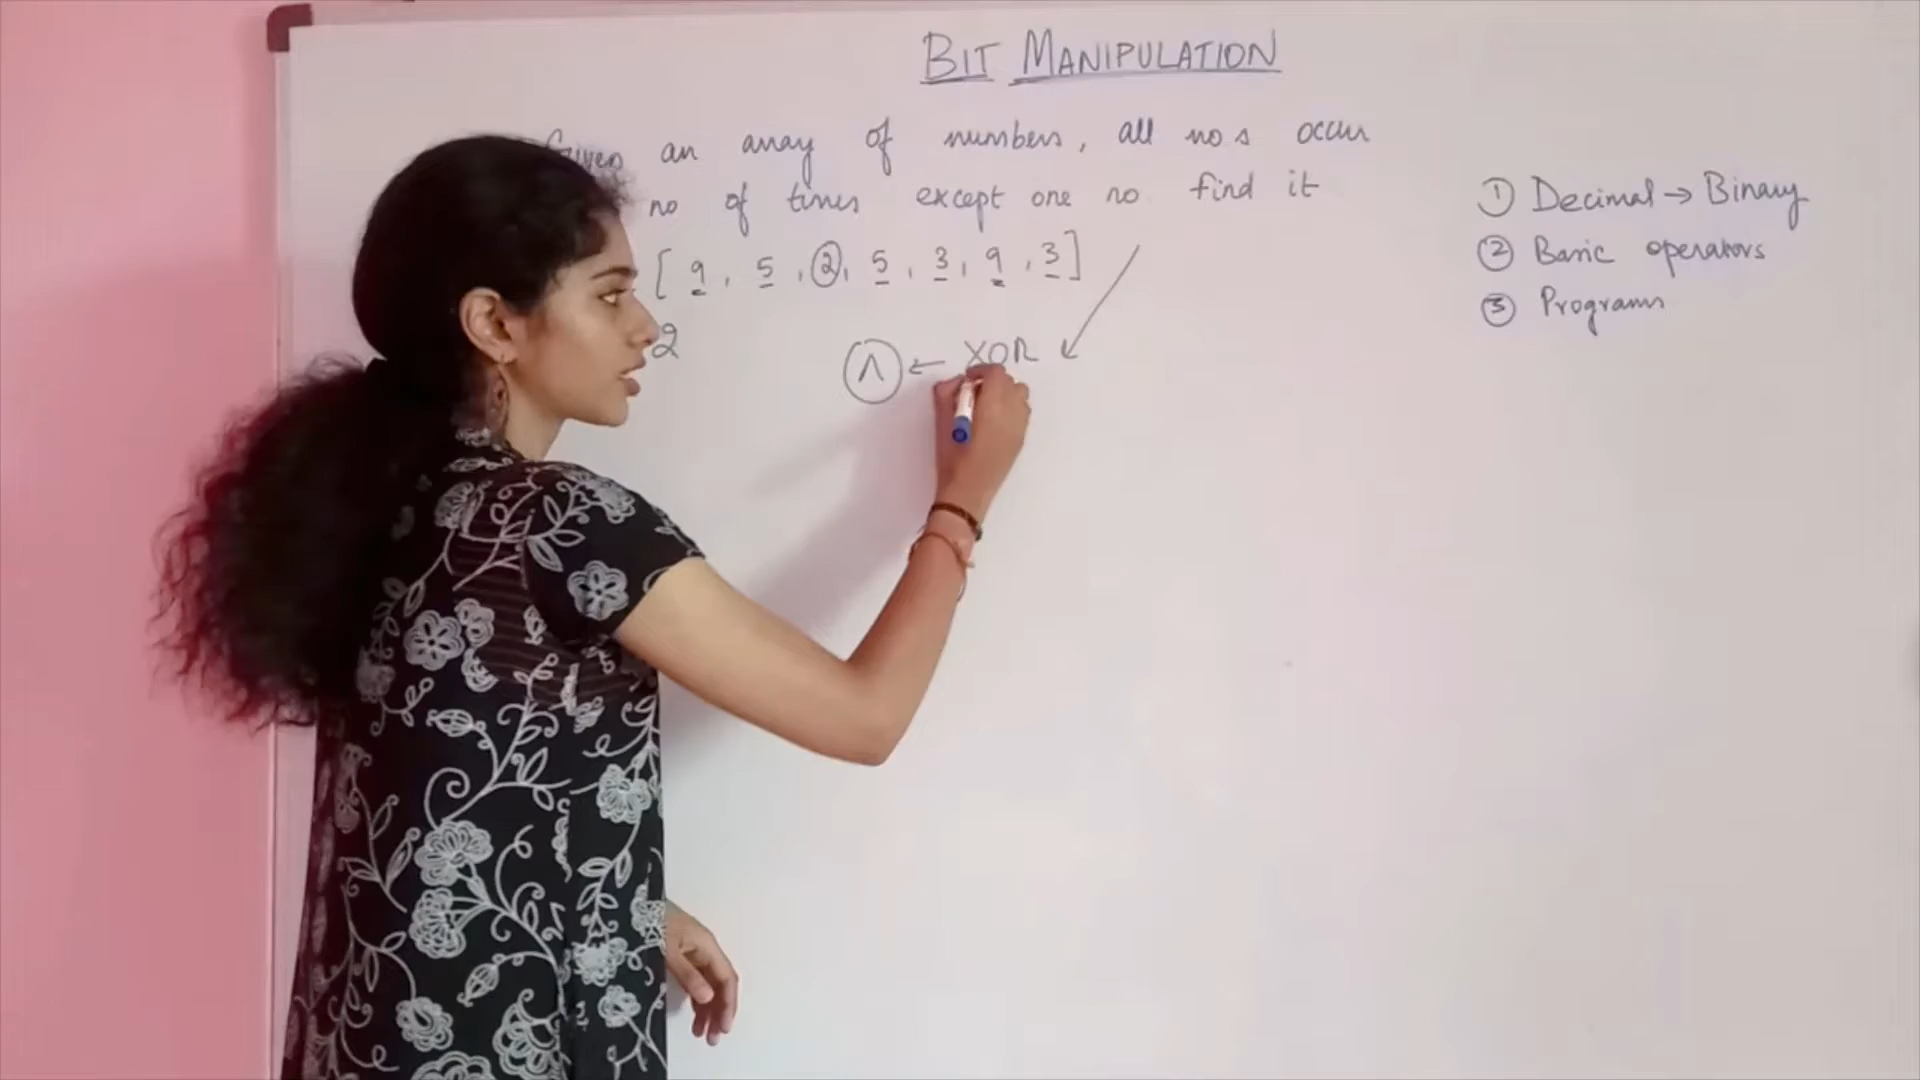 BIT MANIPULATION
Given an array of numbers, all no s occur
no of times except one no find it
[ 9, 5, 2, 5, 3, 9, 3 ]
2
^ ← XOR
① Decimal → Binary
② Basic operators
③ Programs